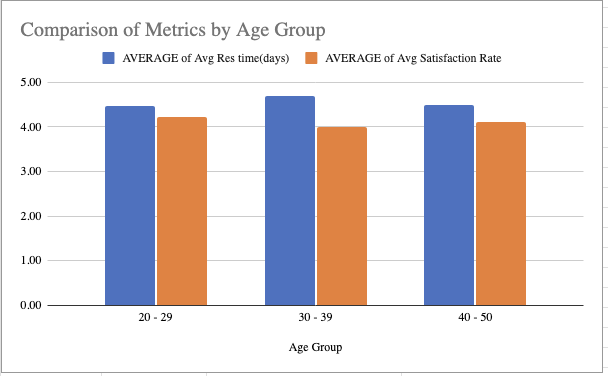 Comparison of Metrics by Age Group
AVERAGE of Avg Res time(days) AVERAGE of Avg Satisfaction Rate
5.00
4.00
3.00
2.00
1.00
0.00
20 - 29 30 - 39 40 - 50
Age Group